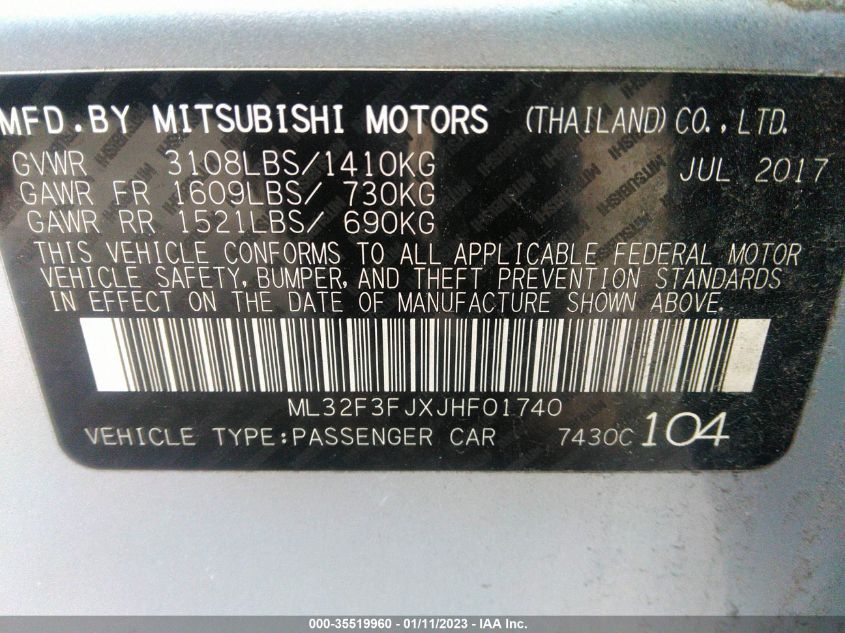 MFD.BY MITSUBISHI MOTORS (THAILAND) CO.,LTD.
GVWR 3108LBS/1410KG JUL 2017
GAWR FR 1609LBS/ 730KG
GAWR RR 1521LBS/ 690KG
THIS VEHICLE CONFORMS TO ALL APPLICABLE FEDERAL MOTOR
VEHICLE SAFETY, BUMPER, AND THEFT PREVENTION STANDARDS
IN EFFECT ON THE DATE OF MANUFACTURE SHOWN ABOVE.
ML32F3FJXJHF01740
VEHICLE TYPE:PASSENGER CAR 7430C 104
000-35519960 - 01/11/2023 - IAA Inc.